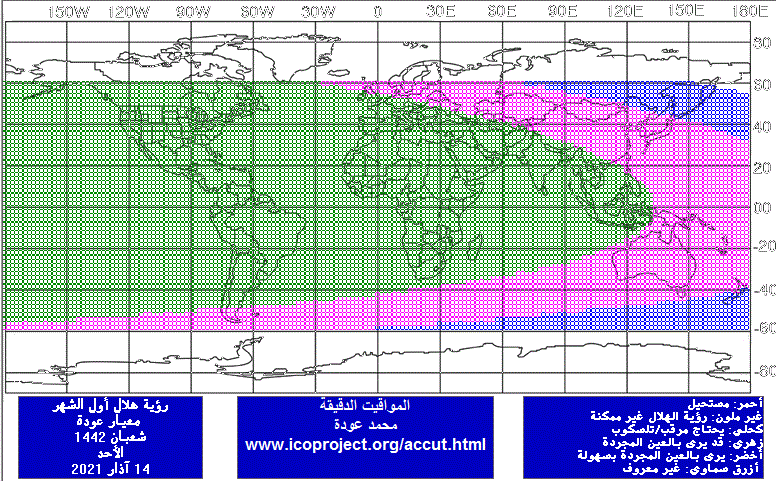 150W 120W 90W 60W 30W 0 30E 60E 90E 120E 150E 180E
80
60
40
20
00
-20
-40
-60
-80
رؤية هلال أول الشهر
معيار عودة
شعبان 1442
الأحد
14 آذار 2021
المواقيت الدقيقة
محمد عودة
www.icoproject.org/accut.html
أحمر: مستحيل
غير ملون: رؤية الهلال غير ممكنة
كحلي: يحتاج مرقب/تلسكوب
زهري: قد يرى بالعين المجردة
أخضر: يرى بالعين المجردة بسهولة
أزرق سماوي: غير معروف